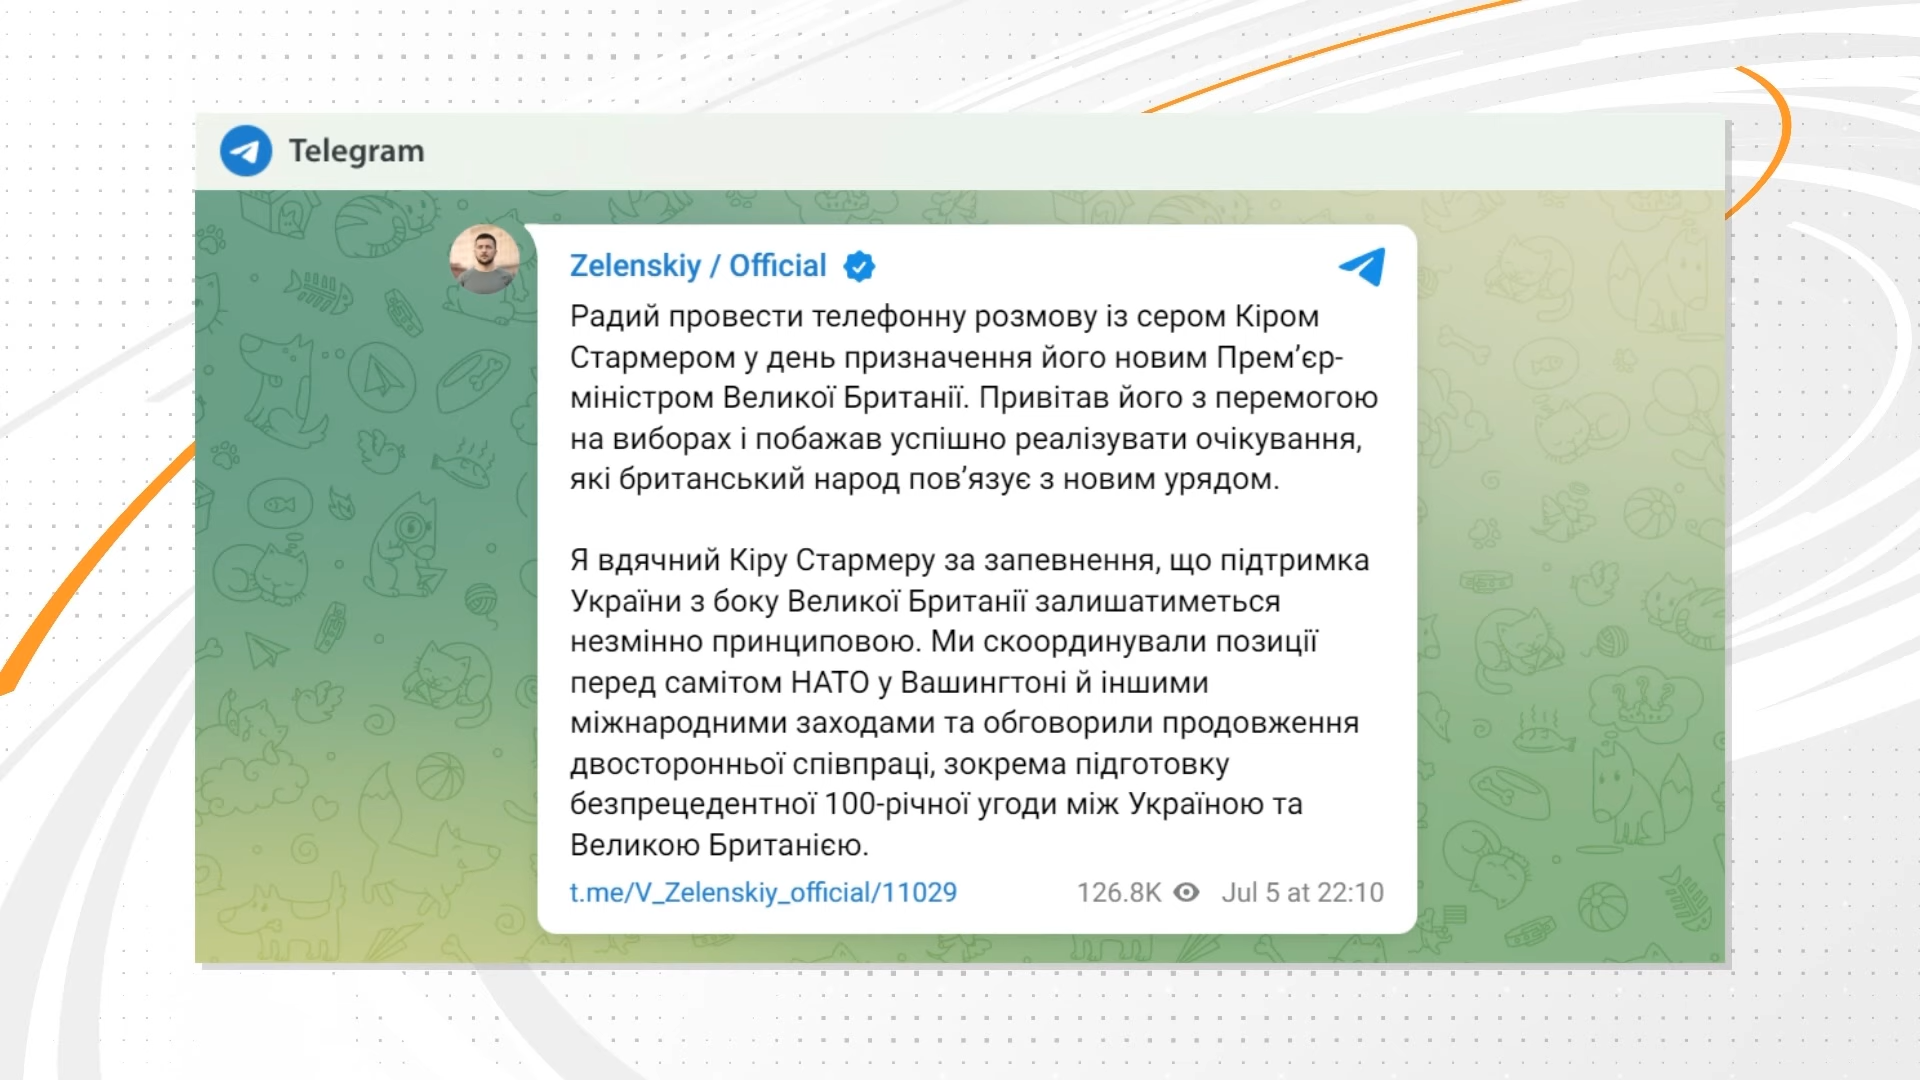 Telegram
Zelenskiy / Official
Радий провести телефонну розмову із сером Кіром
Стармером у день призначення його новим Прем’єр-
міністром Великої Британії. Привітав його з перемогою
на виборах і побажав успішно реалізувати очікування,
які британський народ пов’язує з новим урядом.
Я вдячний Кіру Стармеру за запевнення, що підтримка
України з боку Великої Британії залишатиметься
незмінно принциповою. Ми скоординували позиції
перед самітом НАТО у Вашингтоні й іншими
міжнародними заходами та обговорили продовження
двосторонньої співпраці, зокрема підготовку
безпрецедентної 100-річної угоди між Україною та
Великою Британією.
t.me/V_Zelenskiy_official/11029 126.8K Jul 5 at 22:10